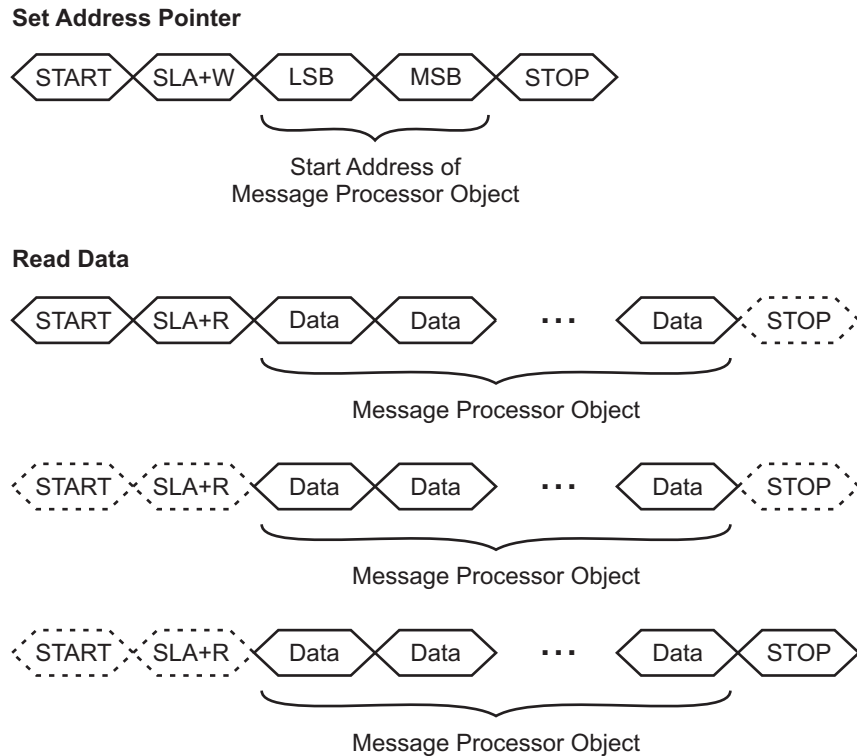 Set Address Pointer
START SLA+W LSB MSB STOP
Start Address of
Message Processor Object
Read Data
START SLA+R Data Data ... Data STOP
Message Processor Object
START SLA+R Data Data ... Data STOP
Message Processor Object
START SLA+R Data Data ... Data STOP
Message Processor Object